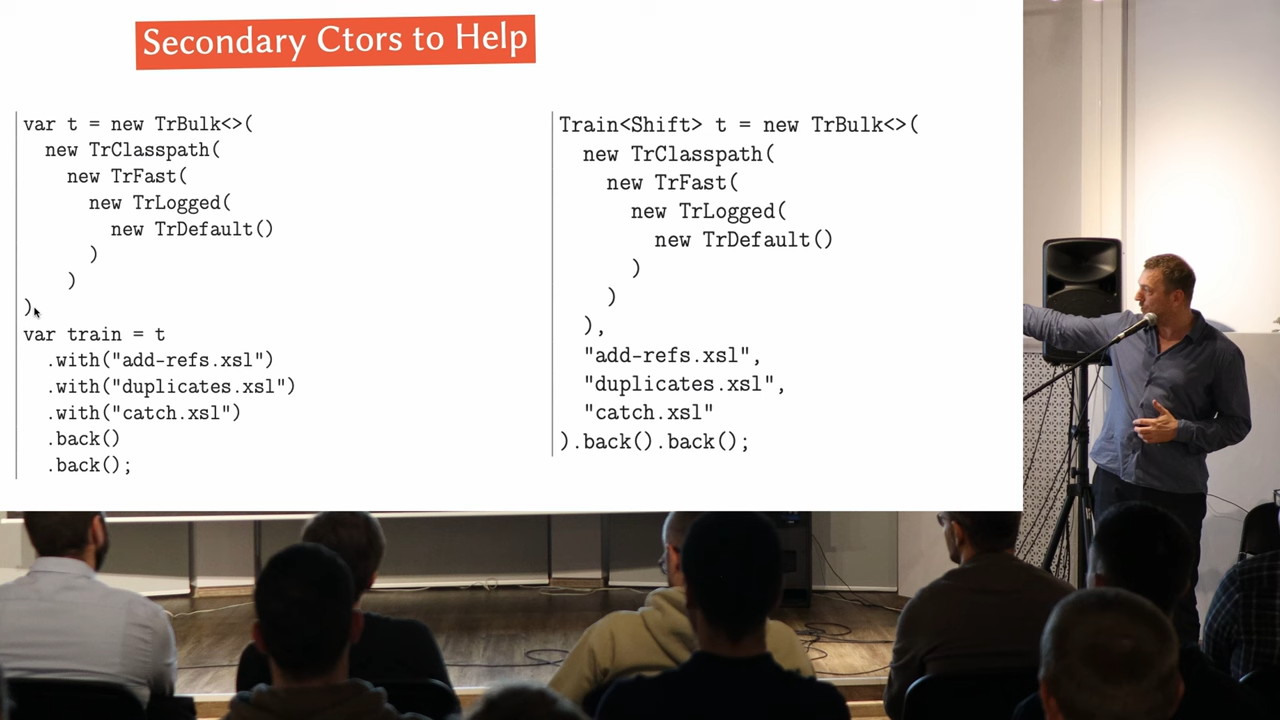 Secondary Ctors to Help
var t = new TrBulk<>(
new TrClasspath(
new TrFast(
new TrLogged(
new TrDefault()
)
)
)
var train = t
.with("add-refs.xsl")
.with("duplicates.xsl")
.with("catch.xsl")
.back()
.back();
Train<Shift> t = new TrBulk<>(
new TrClasspath(
new TrFast(
new TrLogged(
new TrDefault()
)
)
),
"add-refs.xsl",
"duplicates.xsl",
"catch.xsl"
).back().back();